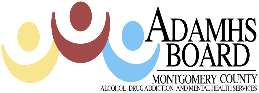 ADAMHS
BOARD
MONTGOMERY COUNTY
ALCOHOL, DRUG ADDICTION AND MENTAL HEALTH SERVICES